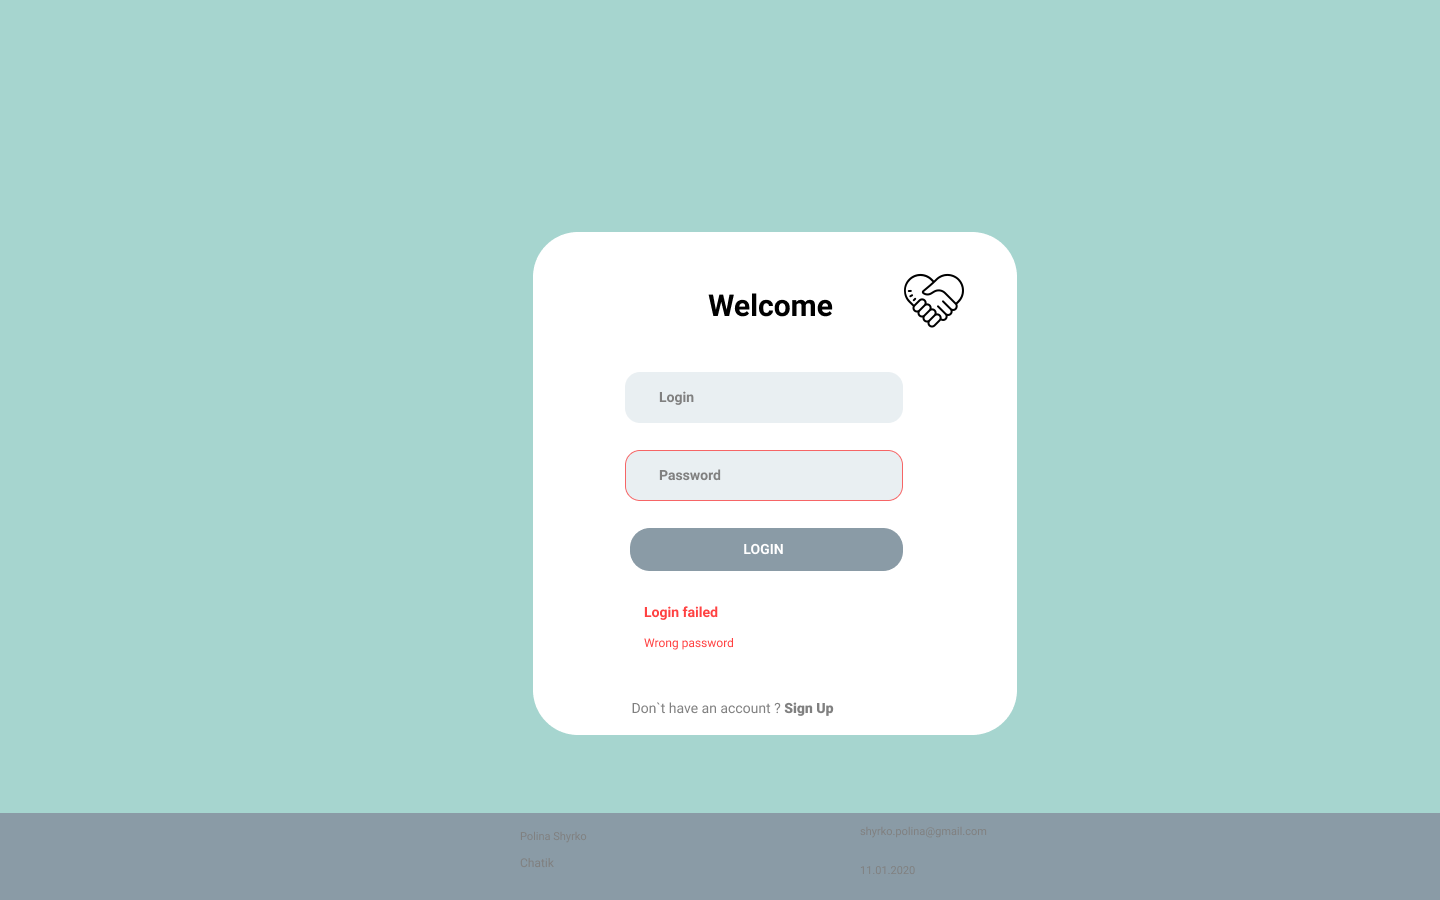 Welcome
Login
Password
LOGIN
Login failed
Wrong password
Don`t have an account ? Sign Up
Polina Shyrko
shyrko.polina@gmail.com
Chatik
11.01.2020